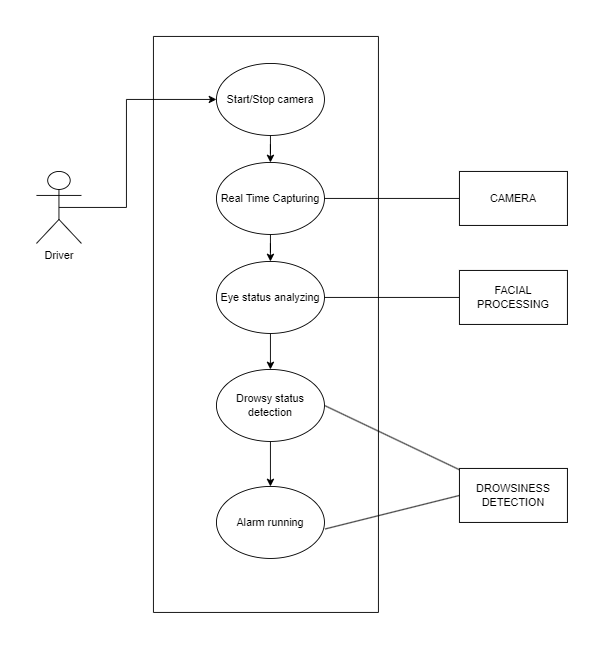 Start/Stop camera
Real Time Capturing
CAMERA
Driver
Eye status analyzing
FACIAL
PROCESSING
Drowsy status
detection
DROWSINESS
DETECTION
Alarm running